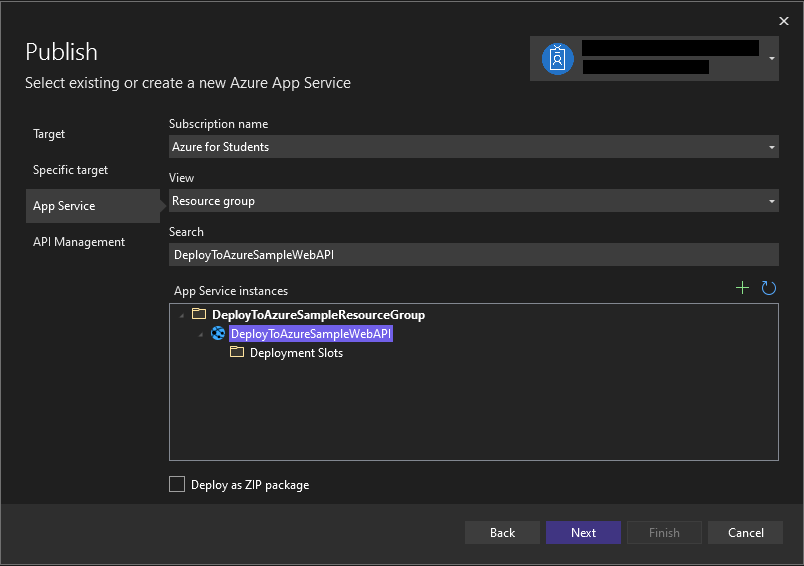 Publish
Select existing or create a new Azure App Service
Target
Specific target
App Service
API Management
Subscription name
Azure for Students
View
Resource group
Search
DeployToAzureSampleWebAPI
App Service instances
DeployToAzureSampleResourceGroup
DeployToAzureSampleWebAPI
Deployment Slots
Deploy as ZIP package
Back
Next
Finish
Cancel